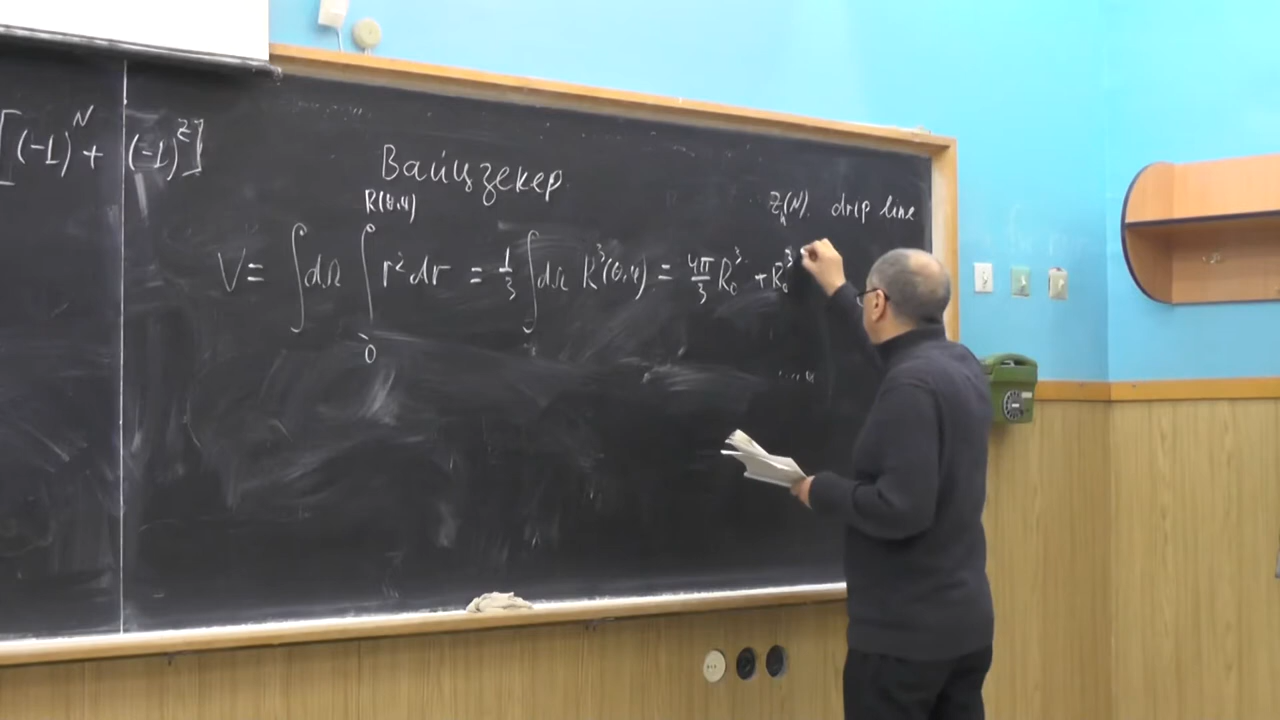 [(-1)^N + (-1)^Z]
Вайцзекер
Z_n(N). drip line
V = ∫dΩ ∫_0^{R(θ,φ)} r² dr = 1/3 ∫dΩ R³(θ,φ) = 4π/3 R_0³ + R_0³